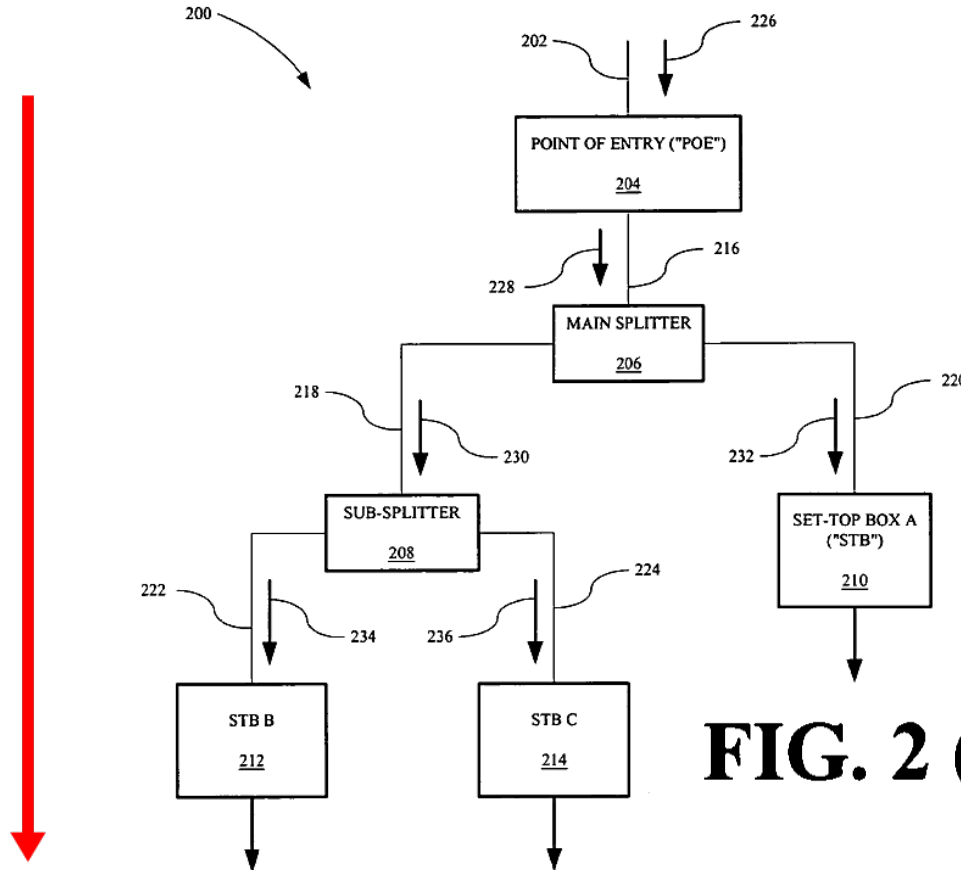 200
202
226
POINT OF ENTRY ("POE")
204
228
216
MAIN SPLITTER
206
218
230
232
220
SUB-SPLITTER
208
SET-TOP BOX A
("STB")
210
222
234
236
224
STB B
212
STB C
214
FIG. 2 (